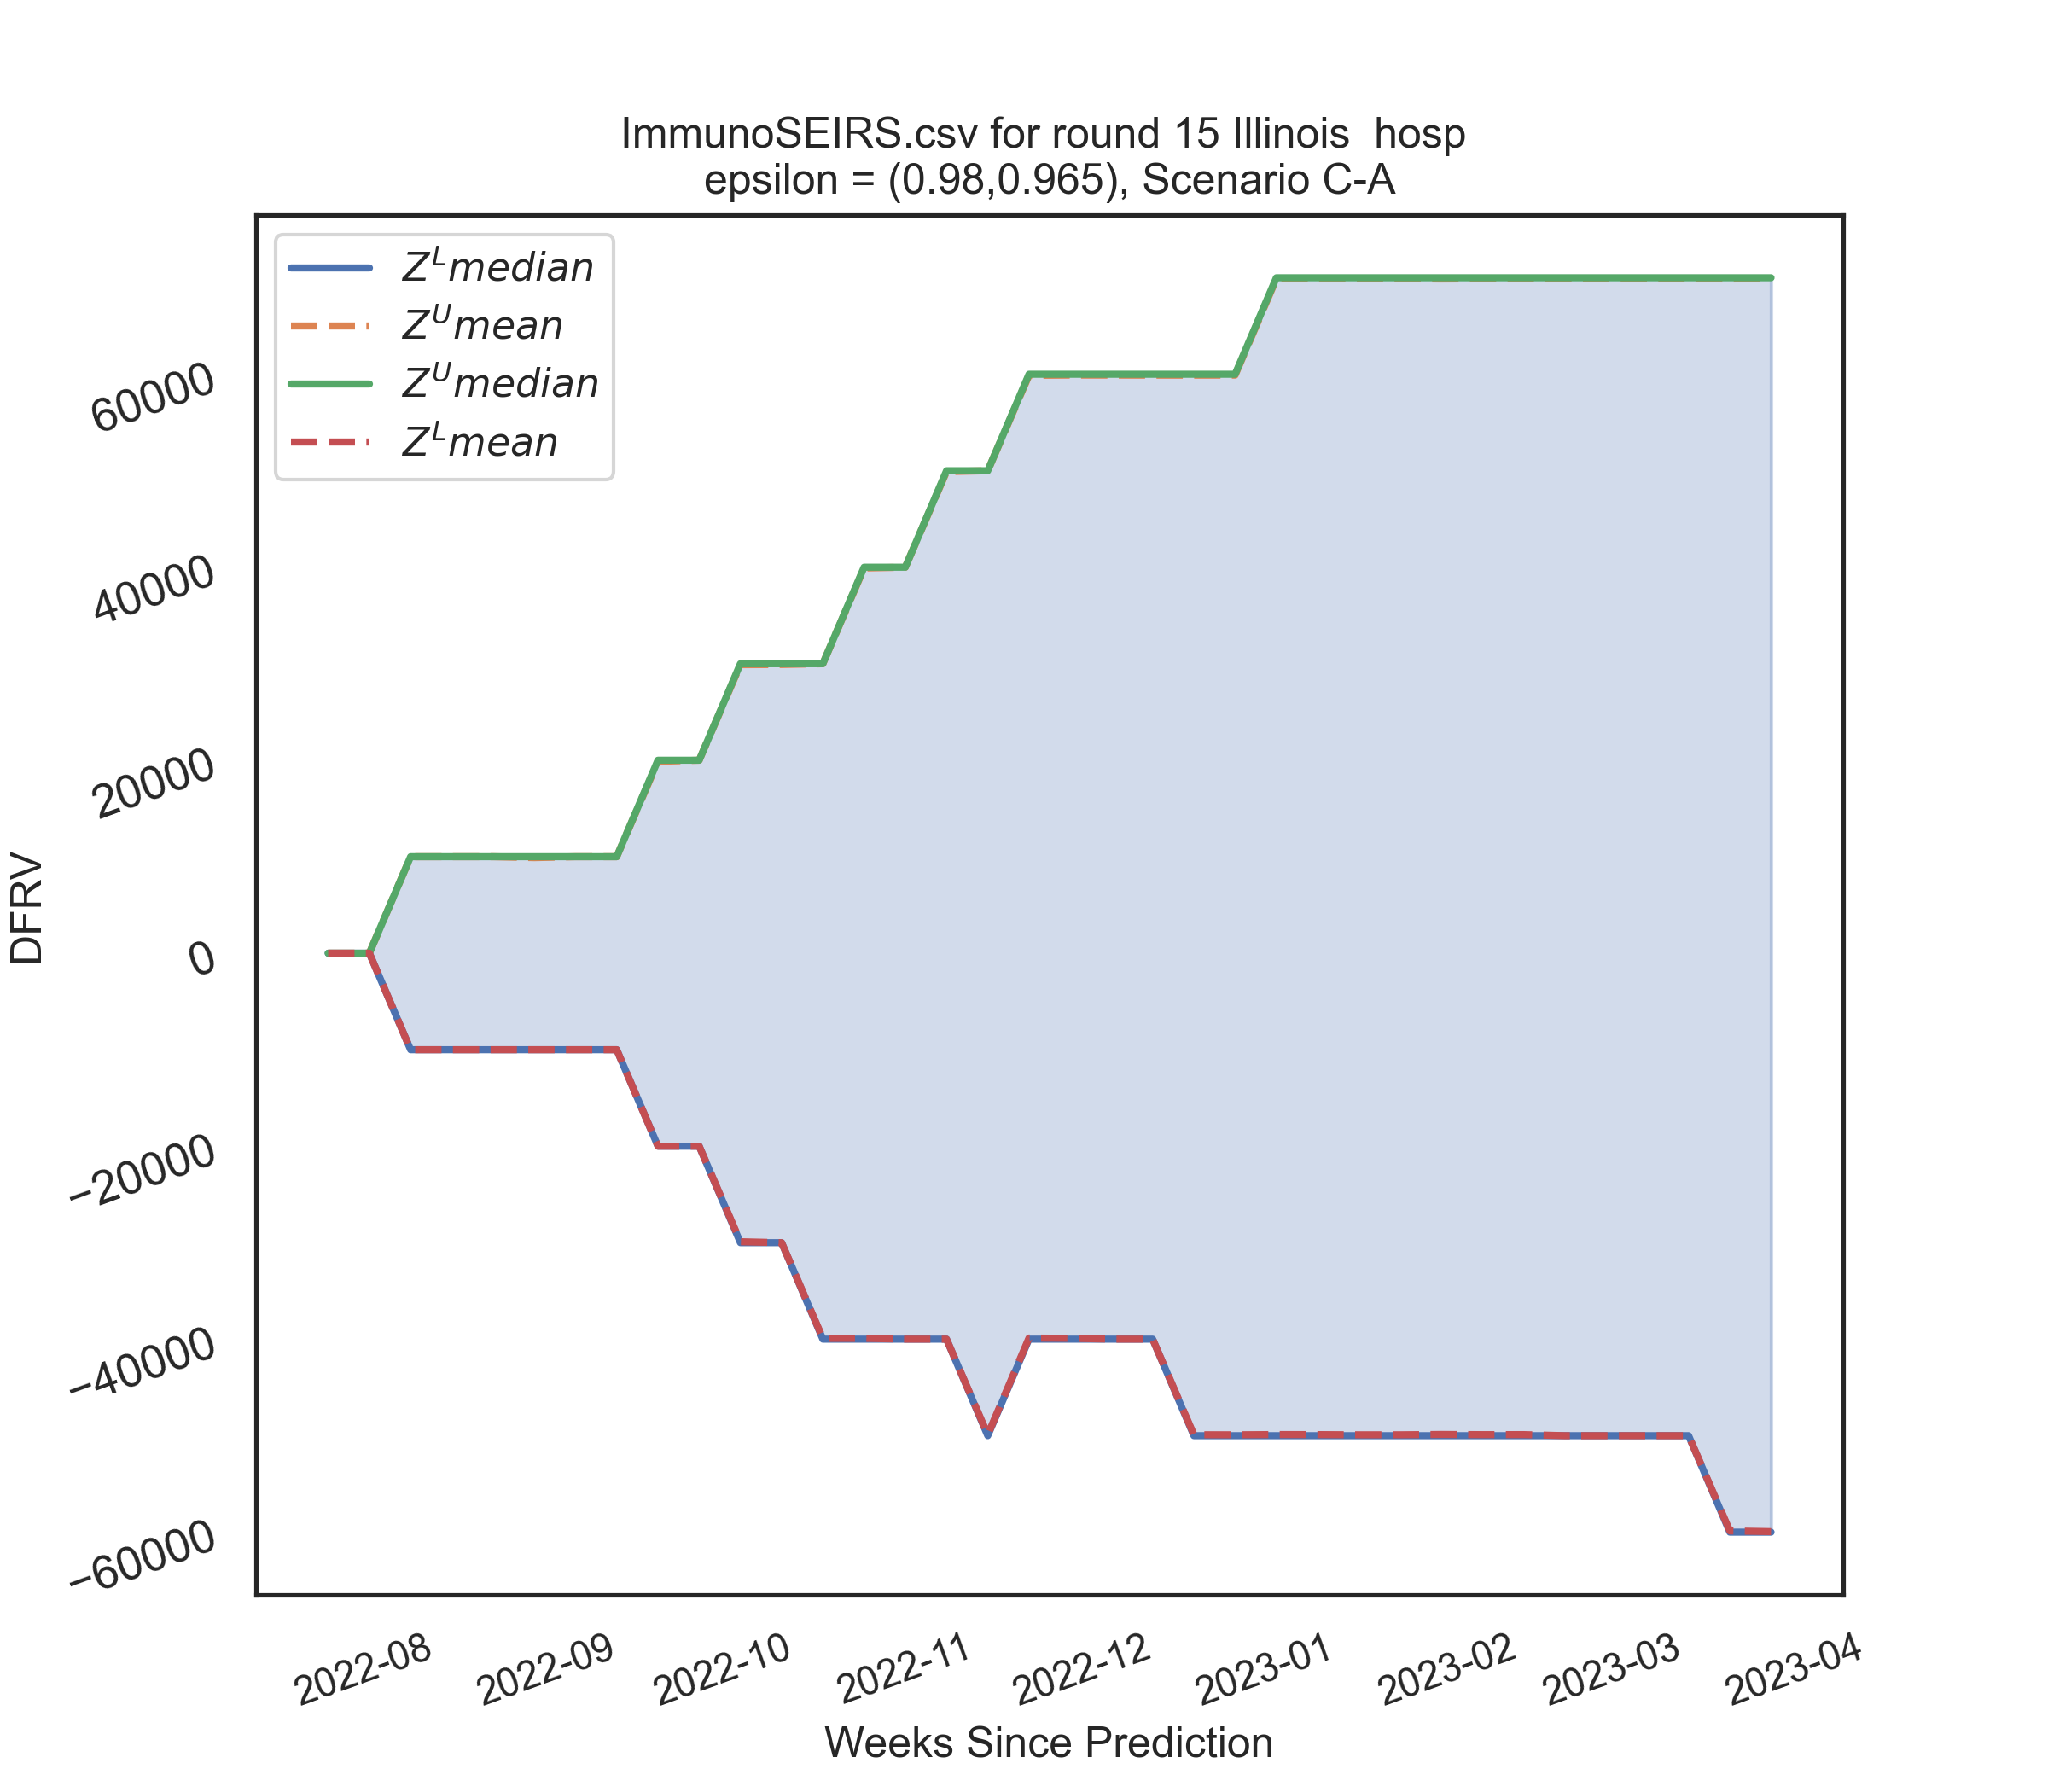 ImmunoSEIRS.csv for round 15 Illinois  hosp
epsilon = (0.98,0.965), Scenario C-A
Z^L median
Z^U mean
Z^U median
Z^L mean
60000
40000
20000
0
−20000
−40000
−60000
DFRV
2022-08
2022-09
2022-10
2022-11
2022-12
2023-01
2023-02
2023-03
2023-04
Weeks Since Prediction